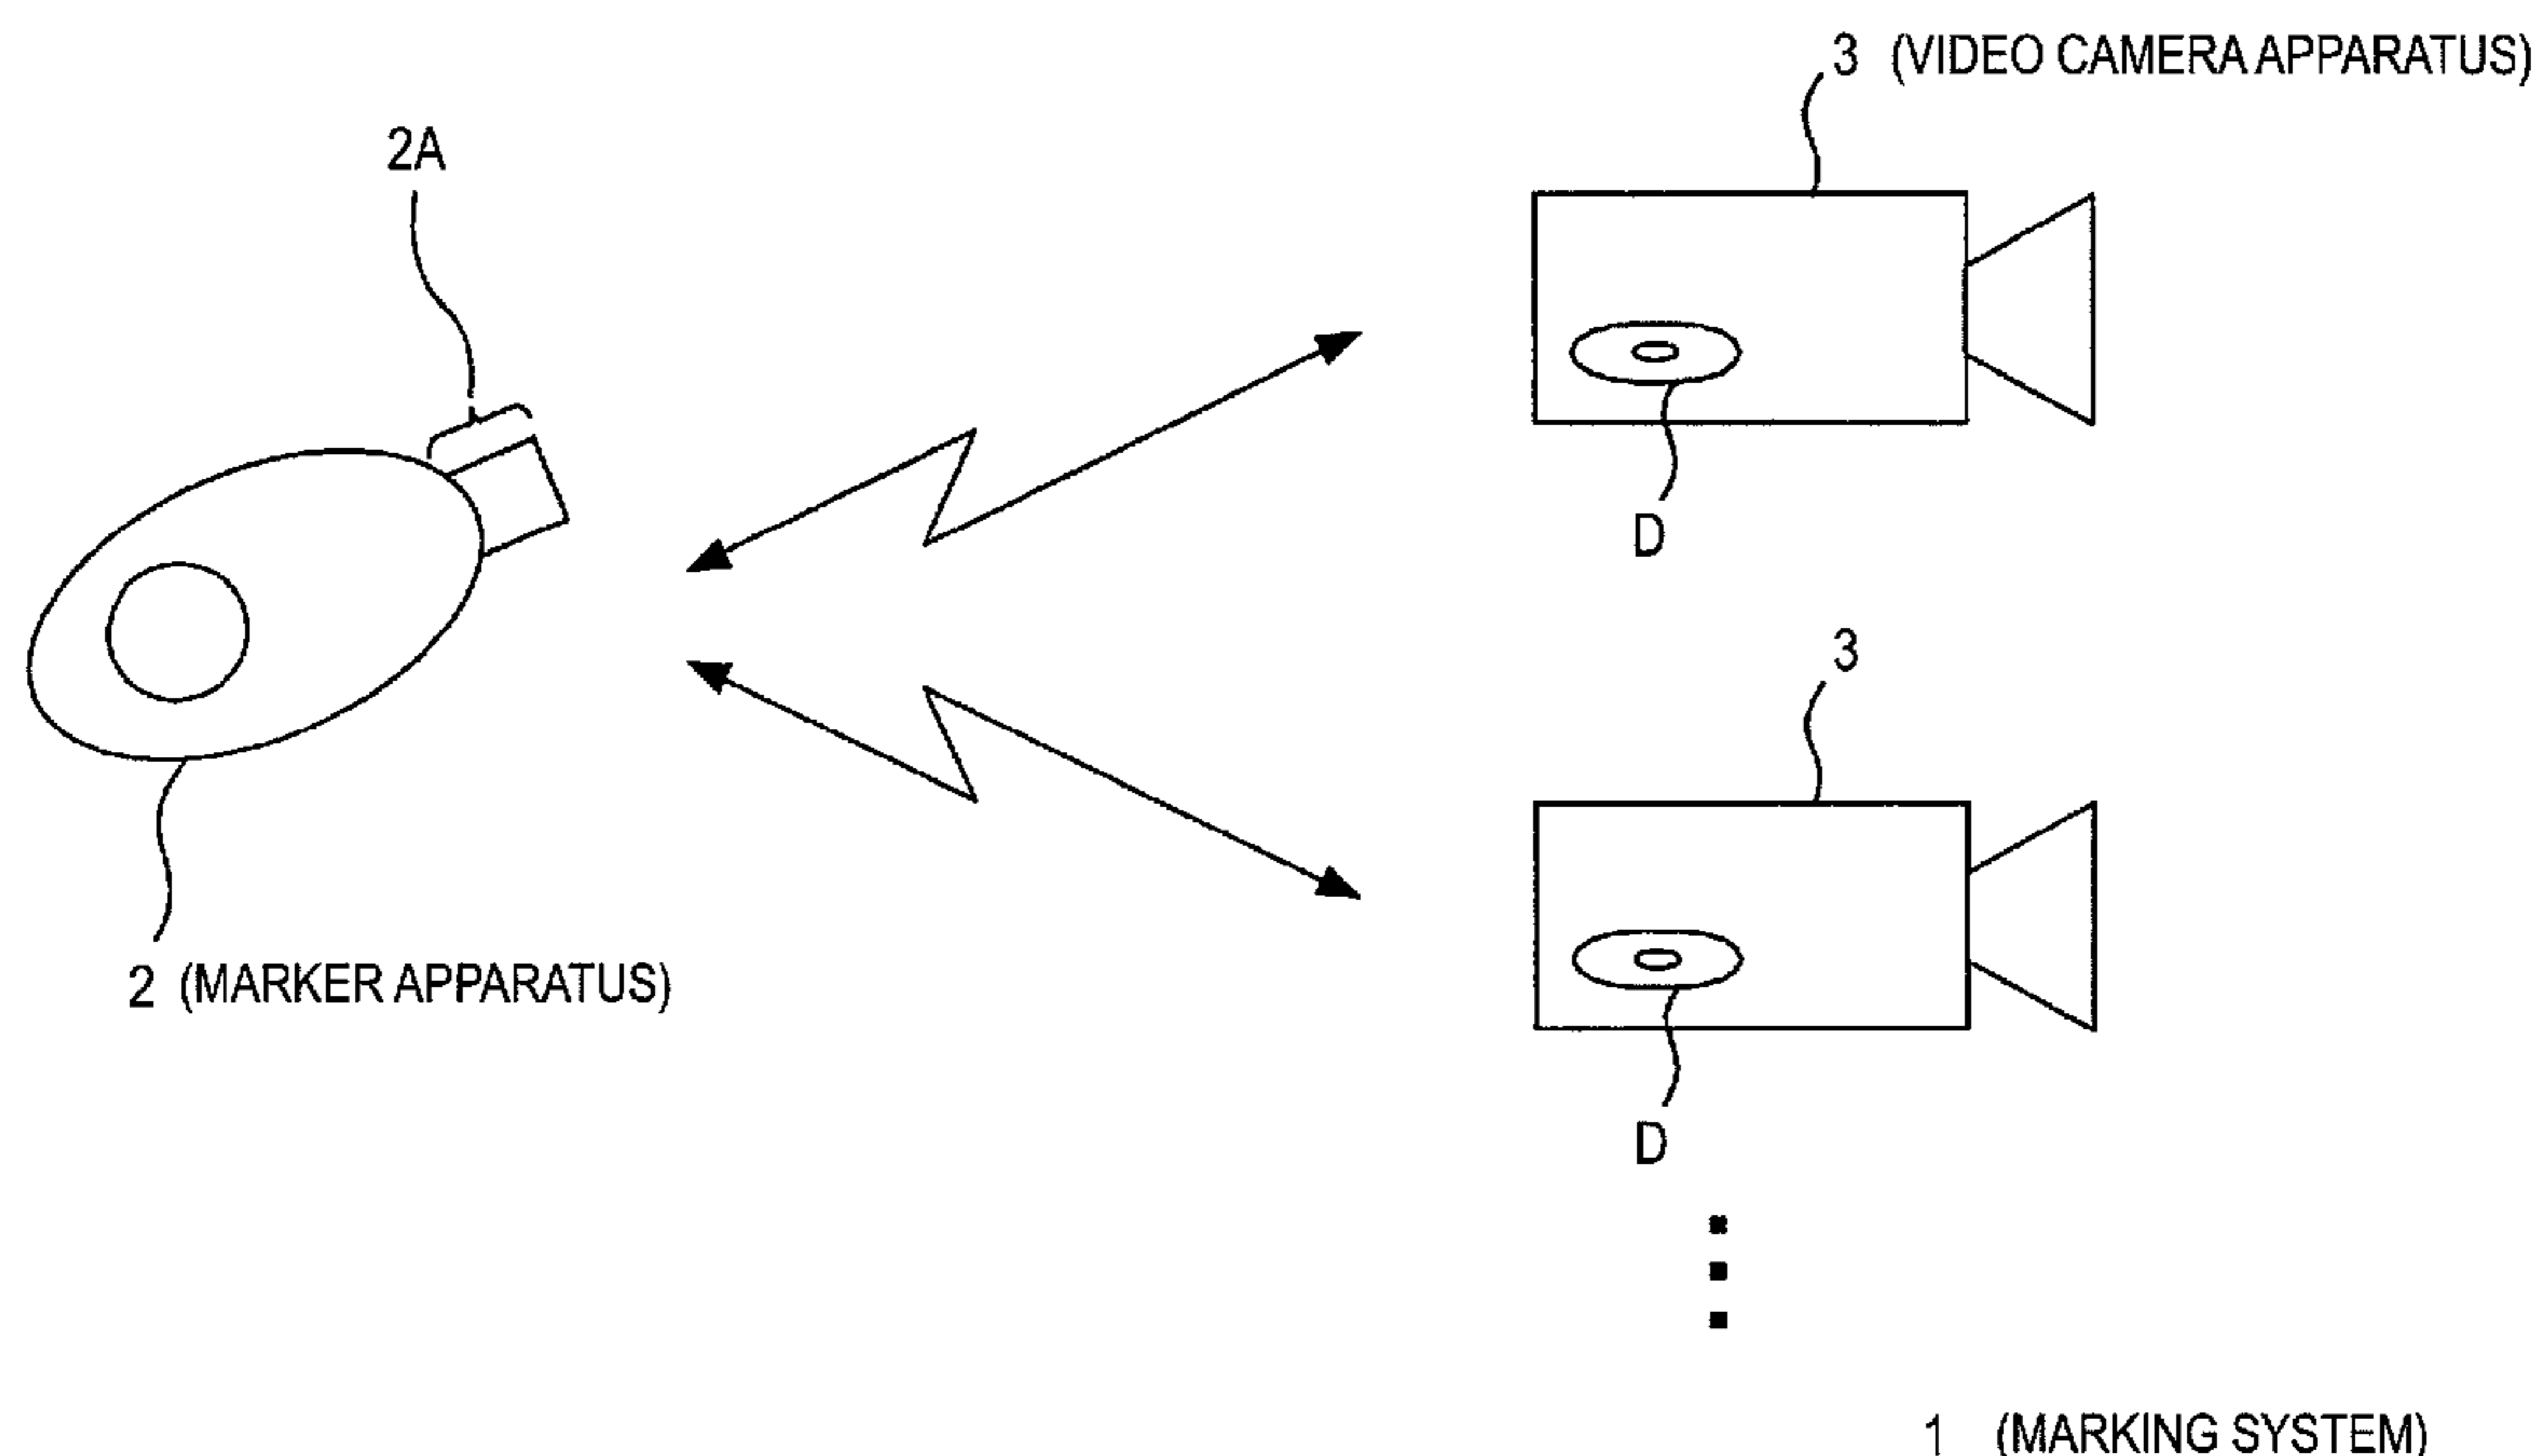 3 (VIDEO CAMERA APPARATUS)
2A
D
3
2 (MARKER APPARATUS)
D
1 (MARKING SYSTEM)